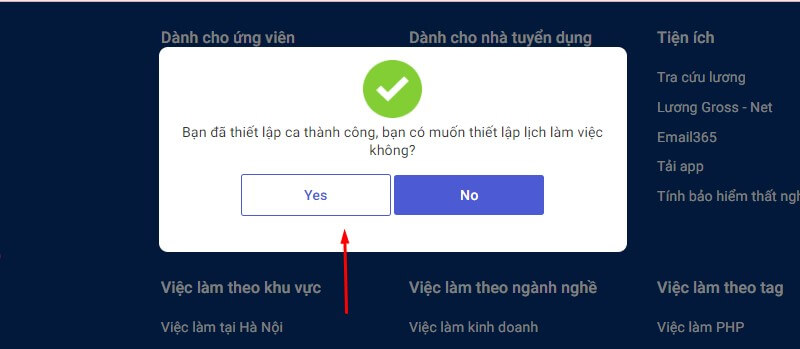 Dành cho ứng viên
Dành cho nhà tuyển dụng
Tiện ích
Tra cứu lương
Lương Gross - Net
Email365
Tải app
Tính bảo hiểm thất ngh
Bạn đã thiết lập ca thành công, bạn có muốn thiết lập lịch làm việc
không?
Yes
No
Việc làm theo khu vực
Việc làm theo ngành nghề
Việc làm theo tag
Việc làm tại Hà Nội
Việc làm kinh doanh
Việc làm PHP